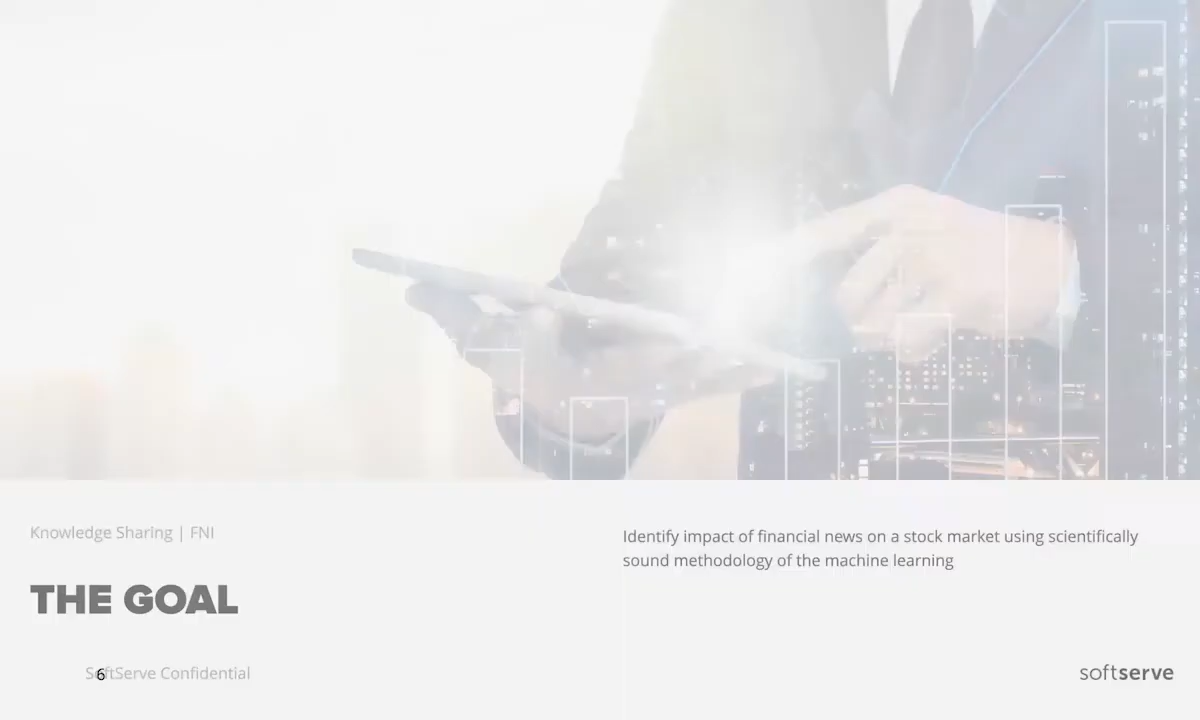 Knowledge Sharing | FNI
THE GOAL
Identify impact of financial news on a stock market using scientifically
sound methodology of the machine learning
SoftServe Confidential
6
softserve